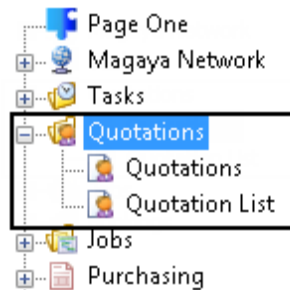 Page One
Magaya Network
Tasks
Quotations
Quotations
Quotation List
Jobs
Purchasing